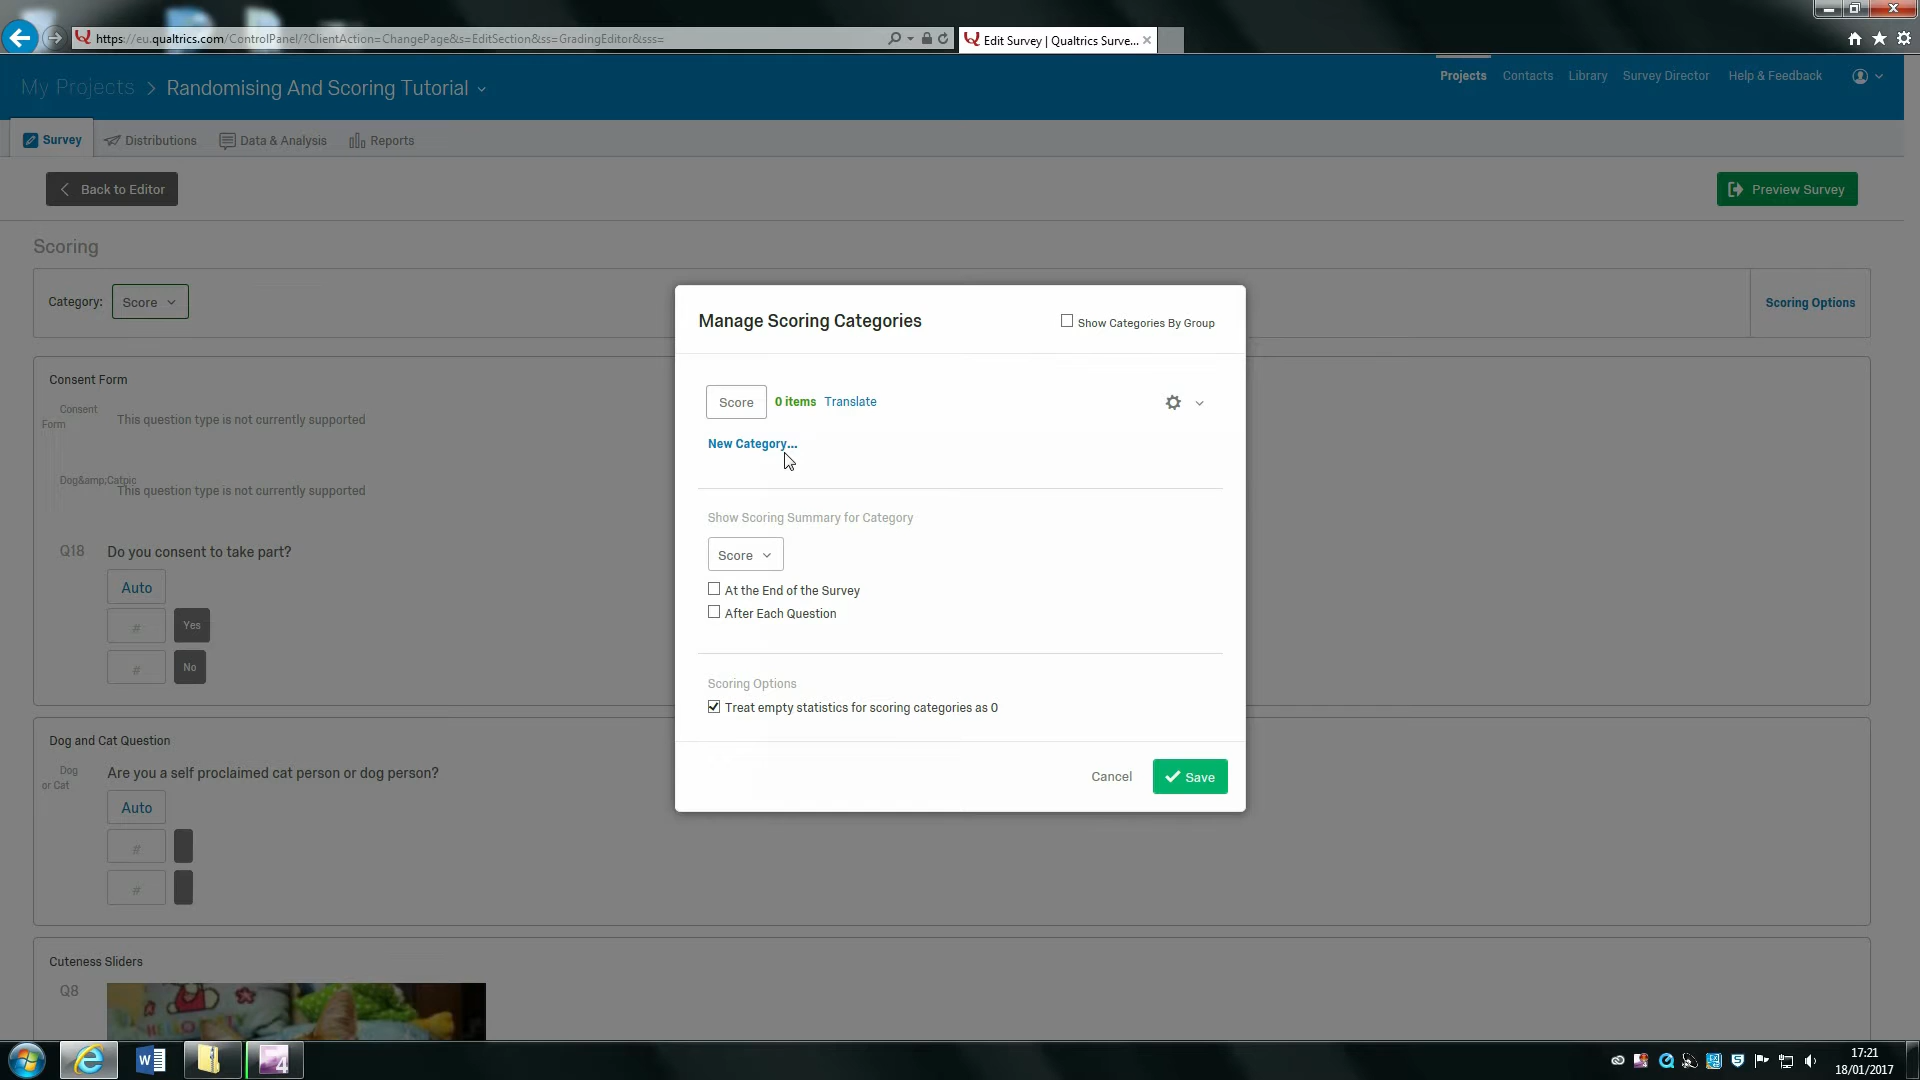 https://eu.qualtrics.com/ControlPanel/?ClientAction=ChangePage&s=EditSection&ss=GradingEditor&sss=
Edit Survey | Qualtrics Surve...
My Projects > Randomising And Scoring Tutorial
Projects Contacts Library Survey Director Help & Feedback
Survey Distributions Data & Analysis Reports
Back to Editor
Preview Survey
Scoring
Category: Score
Scoring Options
Manage Scoring Categories
Show Categories By Group
Score 0 items Translate
New Category...
Show Scoring Summary for Category
Score
At the End of the Survey
After Each Question
Scoring Options
Treat empty statistics for scoring categories as 0
Cancel Save
Consent Form
Consent
Form
This question type is not currently supported
Dog&amp;Catpic
This question type is not currently supported
Q18 Do you consent to take part?
Auto
# Yes
# No
Dog and Cat Question
Dog
or Cat
Are you a self proclaimed cat person or dog person?
Auto
#
#
Cuteness Sliders
Q8
17:21
18/01/2017